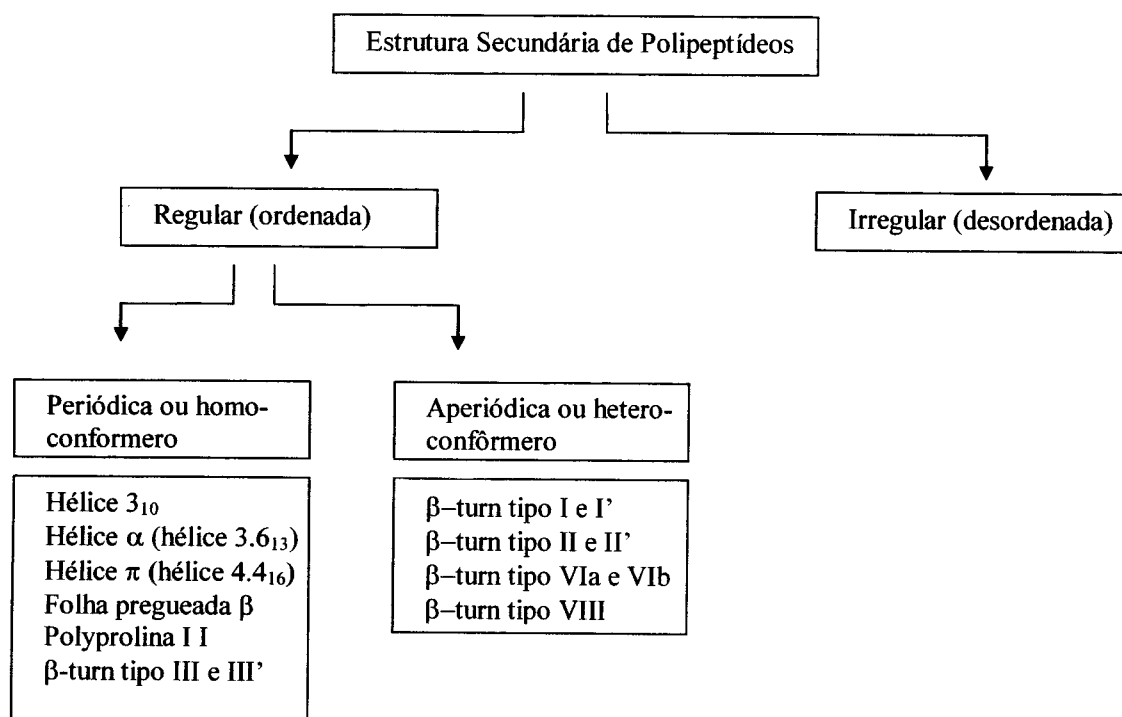 Estrutura Secundária de Polipeptídeos
Regular (ordenada)
Irregular (desordenada)
Periódica ou homo-
conformero
Aperiódica ou hetero-
confôrmero
Hélice 3₁₀
Hélice α (hélice 3.6₁₃)
Hélice π (hélice 4.4₁₆)
Folha pregueada β
Polyprolina I I
β-turn tipo III e III’
β–turn tipo I e I’
β–turn tipo II e II’
β–turn tipo VIa e VIb
β–turn tipo VIII